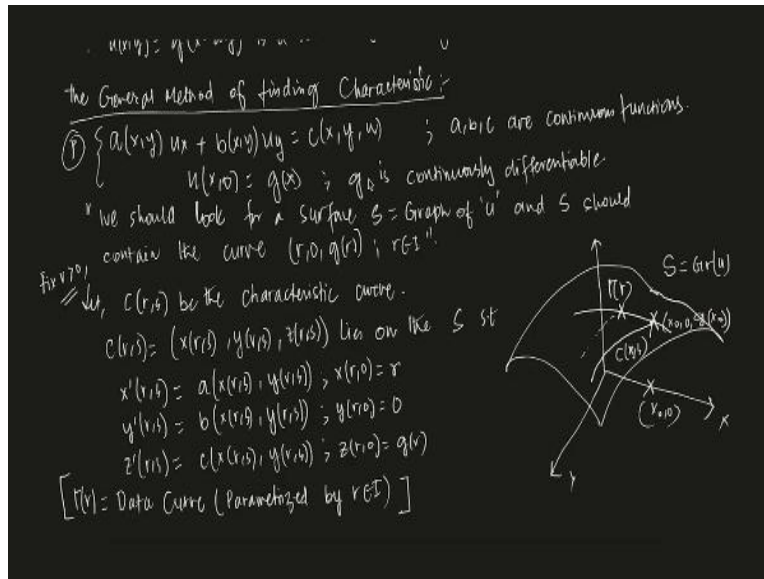 the General Method of finding Characteristic :-
(P) { a(x,y) ux + b(x,y) uy = c(x,y,u) ; a,b,c are continuous functions.
u(x,0) = g(x) ; g is continuously differentiable.
" we should look for a surface S = Graph of 'u' and S should
contain the curve (r,0,g(r)) ; r∈I ".
Fix r>0,
let, C(r,s) be the characteristic curve.
C(r,s) = (x(r,s), y(r,s), z(r,s)) lies on the S st
x'(r,s) = a(x(r,s), y(r,s)) ; x(r,0) = r
y'(r,s) = b(x(r,s), y(r,s)) ; y(r,0) = 0
z'(r,s) = c(x(r,s), y(r,s)) ; z(r,0) = g(r)
[Γ(r) = Data Curve (Parametrized by r∈I)]
S = Gr(u)
Γ(r)
(x0,0,g(x0))
C(r,s)
(x0,0)
x
y